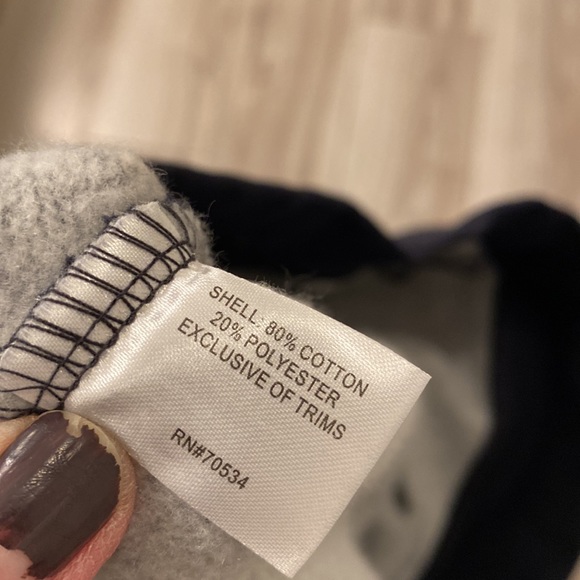 SHELL: 80% COTTON
20% POLYESTER
EXCLUSIVE OF TRIMS
RN#70534